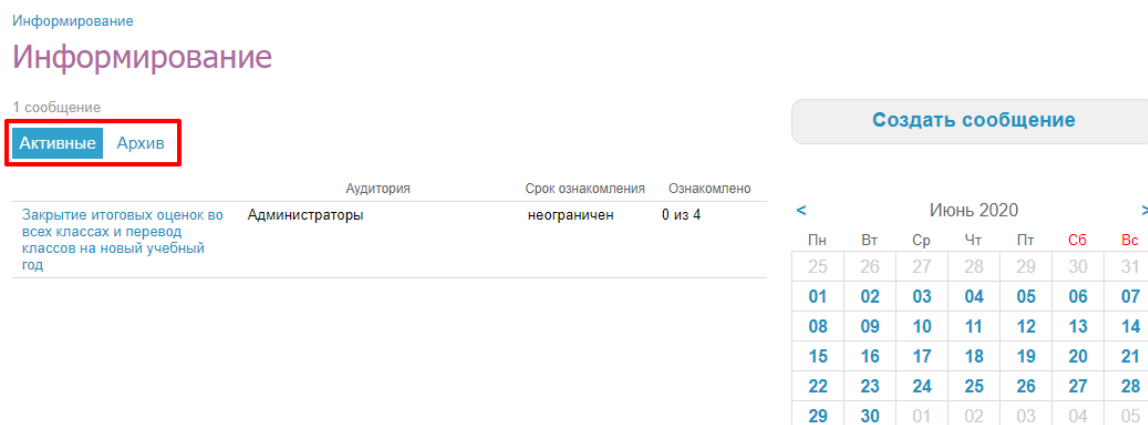 Информирование
Информирование
1 сообщение
Активные Архив
Аудитория Срок ознакомления Ознакомлено
Закрытие итоговых оценок во Администраторы неограничен 0 из 4
всех классах и перевод
классов на новый учебный
год
Создать сообщение
< Июнь 2020 >
Пн Вт Ср Чт Пт Сб Вс
25 26 27 28 29 30 31
01 02 03 04 05 06 07
08 09 10 11 12 13 14
15 16 17 18 19 20 21
22 23 24 25 26 27 28
29 30 01 02 03 04 05